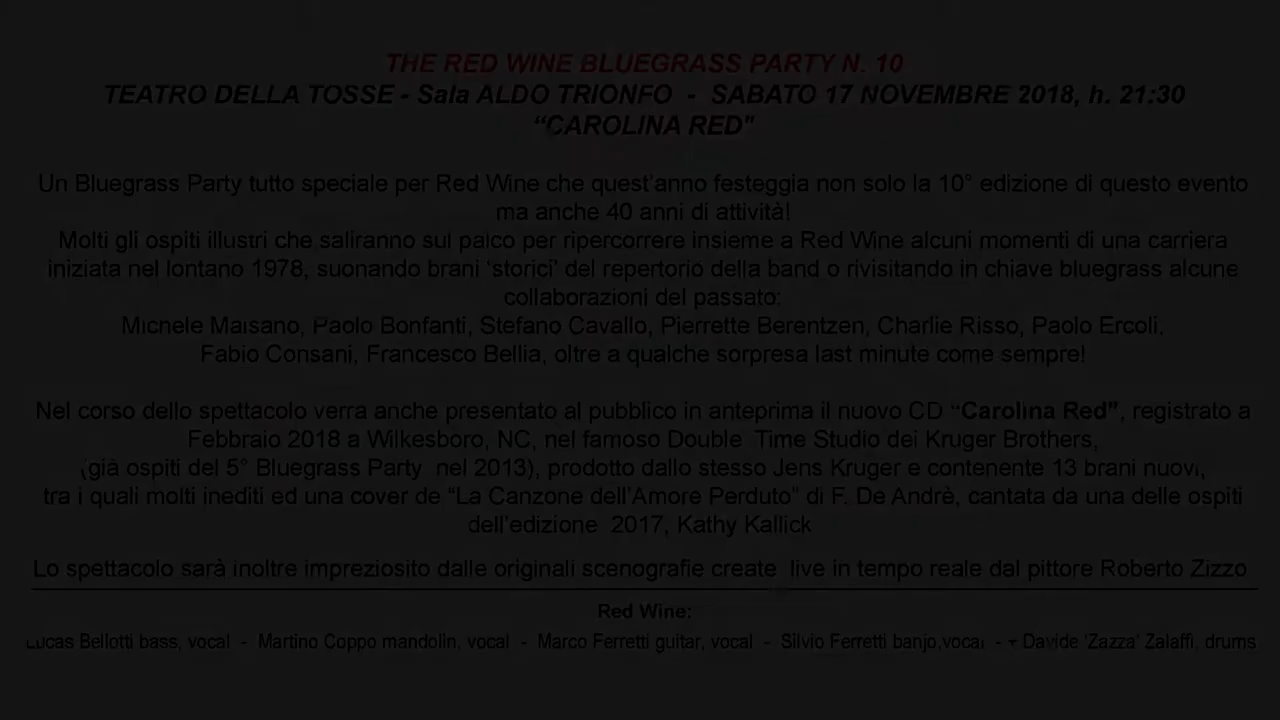 THE RED WINE BLUEGRASS PARTY N. 10
TEATRO DELLA TOSSE - Sala ALDO TRIONFO - SABATO 17 NOVEMBRE 2018, h. 21:30
“CAROLINA RED"
Un Bluegrass Party tutto speciale per Red Wine che quest'anno festeggia non solo la 10° edizione di questo evento
ma anche 40 anni di attività!
Molti gli ospiti illustri che saliranno sul palco per ripercorrere insieme a Red Wine alcuni momenti di una carriera
iniziata nel lontano 1978, suonando brani 'storici' del repertorio della band o rivisitando in chiave bluegrass alcune
collaborazioni del passato:
Michele Maisano, Paolo Bonfanti, Stefano Cavallo, Pierrette Berentzen, Charlie Risso, Paolo Ercoli,
Fabio Consani, Francesco Bellia, oltre a qualche sorpresa last minute come sempre!
Nel corso dello spettacolo verrà anche presentato al pubblico in anteprima il nuovo CD “Carolina Red”, registrato a
Febbraio 2018 a Wilkesboro, NC, nel famoso Double Time Studio dei Kruger Brothers,
(già ospiti del 5° Bluegrass Party nel 2013), prodotto dallo stesso Jens Kruger e contenente 13 brani nuovi,
tra i quali molti inediti ed una cover de “La Canzone dell'Amore Perduto” di F. De Andrè, cantata da una delle ospiti
dell'edizione 2017, Kathy Kallick
Lo spettacolo sarà inoltre impreziosito dalle originali scenografie create live in tempo reale dal pittore Roberto Zizzo
Red Wine:
Lucas Bellotti bass, vocal - Martino Coppo mandolin, vocal - Marco Ferretti guitar, vocal - Silvio Ferretti banjo,vocal - + Davide 'Zazza' Zalaffi, drums